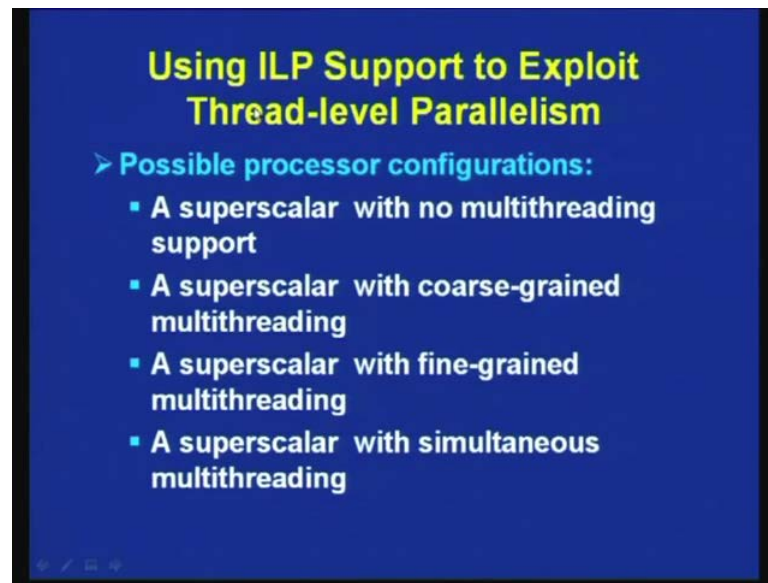 Using ILP Support to Exploit
Thread-level Parallelism
➢ Possible processor configurations:
▪ A superscalar with no multithreading
support
▪ A superscalar with coarse-grained
multithreading
▪ A superscalar with fine-grained
multithreading
▪ A superscalar with simultaneous
multithreading